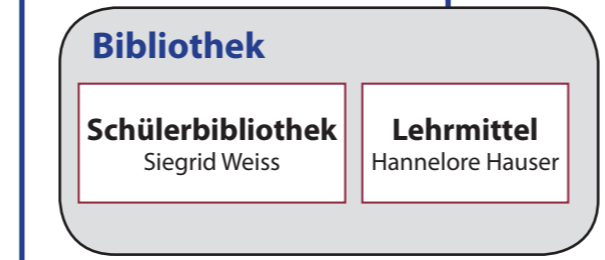 Bibliothek
Schülerbibliothek
Siegrid Weiss
Lehrmittel
Hannelore Hauser